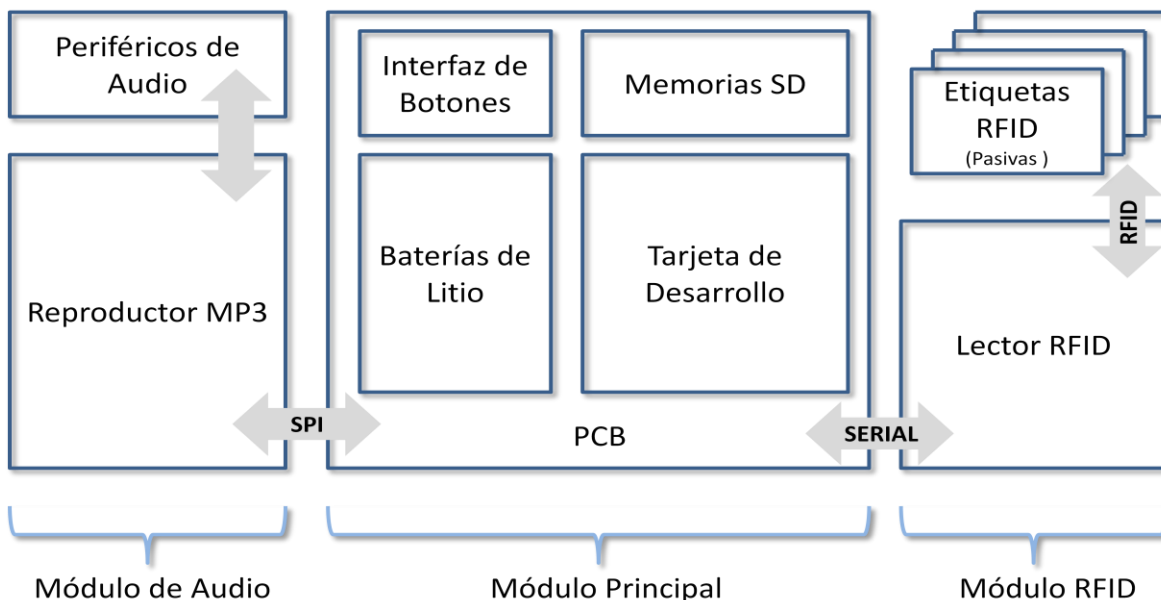 Periféricos de
Audio
Reproductor MP3
SPI
Interfaz de
Botones
Memorias SD
Baterías de
Litio
Tarjeta de
Desarrollo
PCB
SERIAL
Etiquetas
RFID
(Pasivas )
RFID
Lector RFID
Módulo de Audio
Módulo Principal
Módulo RFID